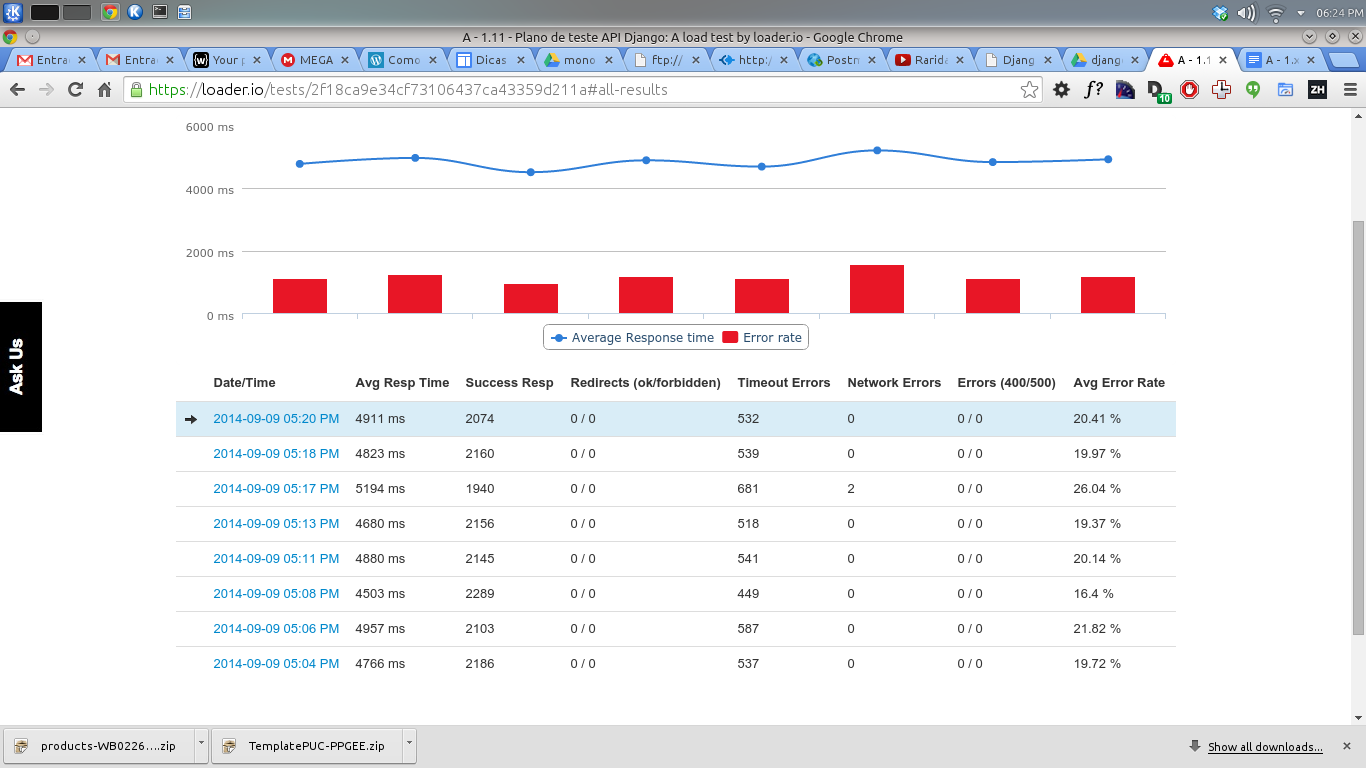 06:24 PM
A - 1.11 - Plano de teste API Django: A load test by loader.io - Google Chrome
Entra
Entra
Your p
MEGA
Como
Dicas
mono
ftp://
http:/
Postm
Rarida
Django
djang
A - 1.1
A - 1.x
https://loader.io/tests/2f18ca9e34cf73106437ca43359d211a#all-results
f?
D
10
ZH
6000 ms
4000 ms
2000 ms
0 ms
Average Response time Error rate
Ask Us
Date/Time Avg Resp Time Success Resp Redirects (ok/forbidden) Timeout Errors Network Errors Errors (400/500) Avg Error Rate
2014-09-09 05:20 PM 4911 ms 2074 0 / 0 532 0 0 / 0 20.41 %
2014-09-09 05:18 PM 4823 ms 2160 0 / 0 539 0 0 / 0 19.97 %
2014-09-09 05:17 PM 5194 ms 1940 0 / 0 681 2 0 / 0 26.04 %
2014-09-09 05:13 PM 4680 ms 2156 0 / 0 518 0 0 / 0 19.37 %
2014-09-09 05:11 PM 4880 ms 2145 0 / 0 541 0 0 / 0 20.14 %
2014-09-09 05:08 PM 4503 ms 2289 0 / 0 449 0 0 / 0 16.4 %
2014-09-09 05:06 PM 4957 ms 2103 0 / 0 587 0 0 / 0 21.82 %
2014-09-09 05:04 PM 4766 ms 2186 0 / 0 537 0 0 / 0 19.72 %
products-WB0226....zip
TemplatePUC-PPGEE.zip
Show all downloads...